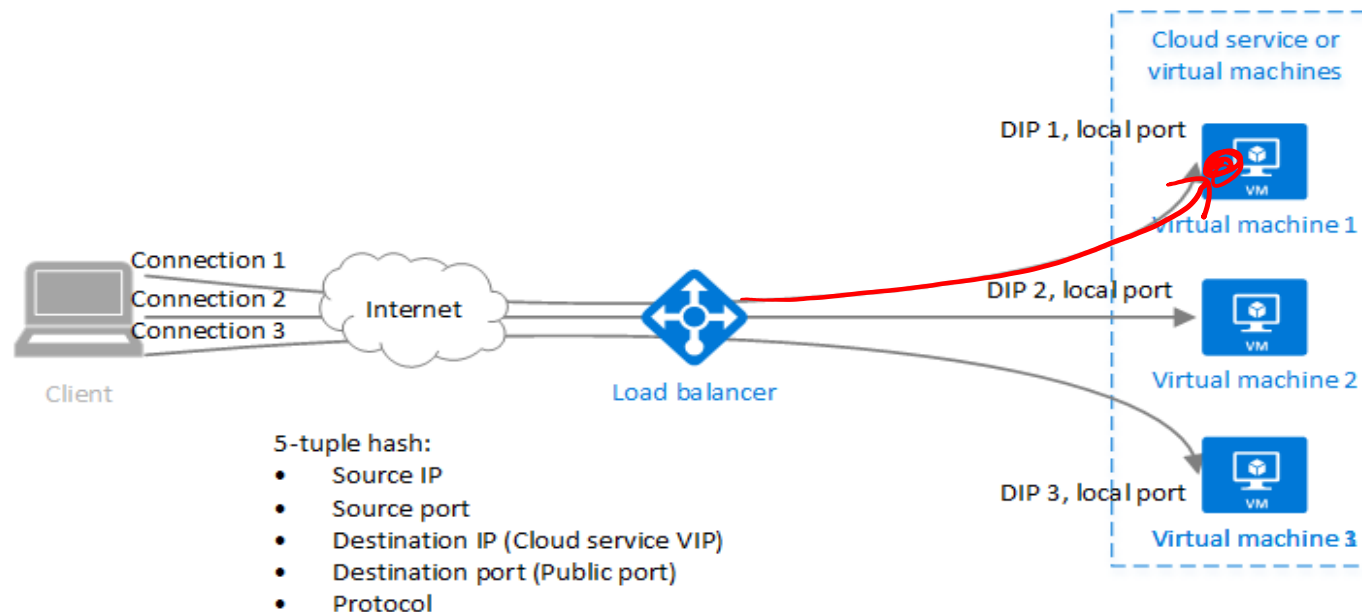 Cloud service or
virtual machines
DIP 1, local port
VM
Virtual machine 1
Connection 1
Connection 2
Connection 3
Internet
DIP 2, local port
VM
Virtual machine 2
Client
Load balancer
5-tuple hash:
• Source IP
• Source port
• Destination IP (Cloud service VIP)
• Destination port (Public port)
• Protocol
DIP 3, local port
VM
Virtual machine 3